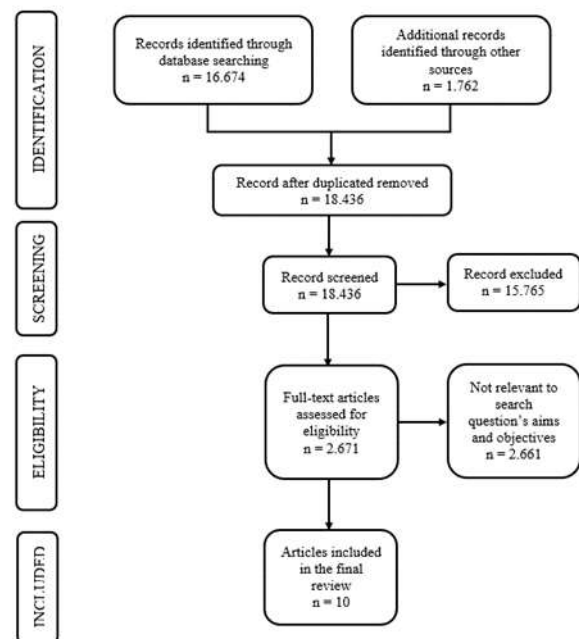 IDENTIFICATION
Records identified through
database searching
n = 16.674
Additional records
identified through other
sources
n = 1.762
Record after duplicated removed
n = 18.436
SCREENING
Record screened
n = 18.436
Record excluded
n = 15.765
ELIGIBILITY
Full-text articles
assessed for
eligibility
n = 2.671
Not relevant to
search
question's aims
and objectives
n = 2.661
INCLUDED
Articles included
in the final
review
n = 10